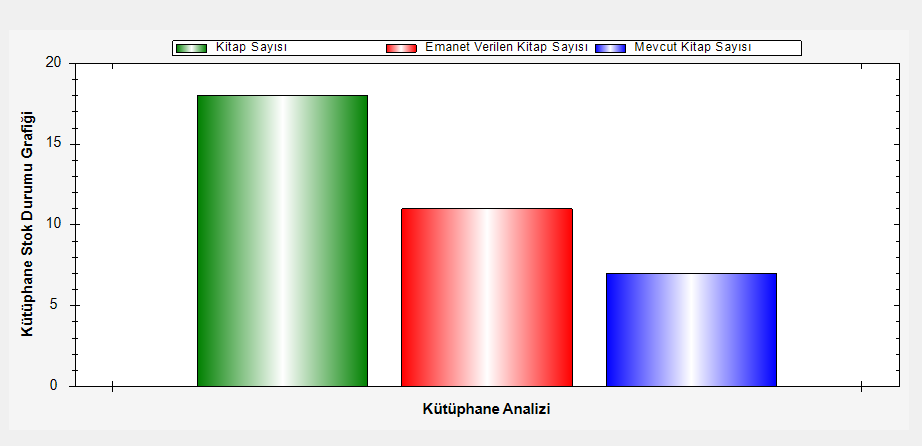 Kitap Sayısı Emanet Verilen Kitap Sayısı Mevcut Kitap Sayısı
Kütüphane Stok Durumu Grafiği
20
15
10
5
0
Kütüphane Analizi